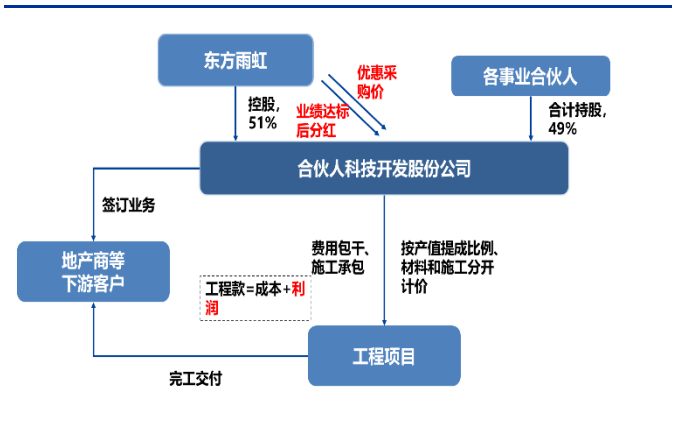 东方雨虹
各事业合伙人
优惠采
购价
控股，
51%
业绩达标
后分红
合计持股，
49%
合伙人科技开发股份公司
签订业务
地产商等
下游客户
费用包干、
施工承包
按产值提成比例、
材料和施工分开
计价
工程款=成本+利
润
工程项目
完工交付